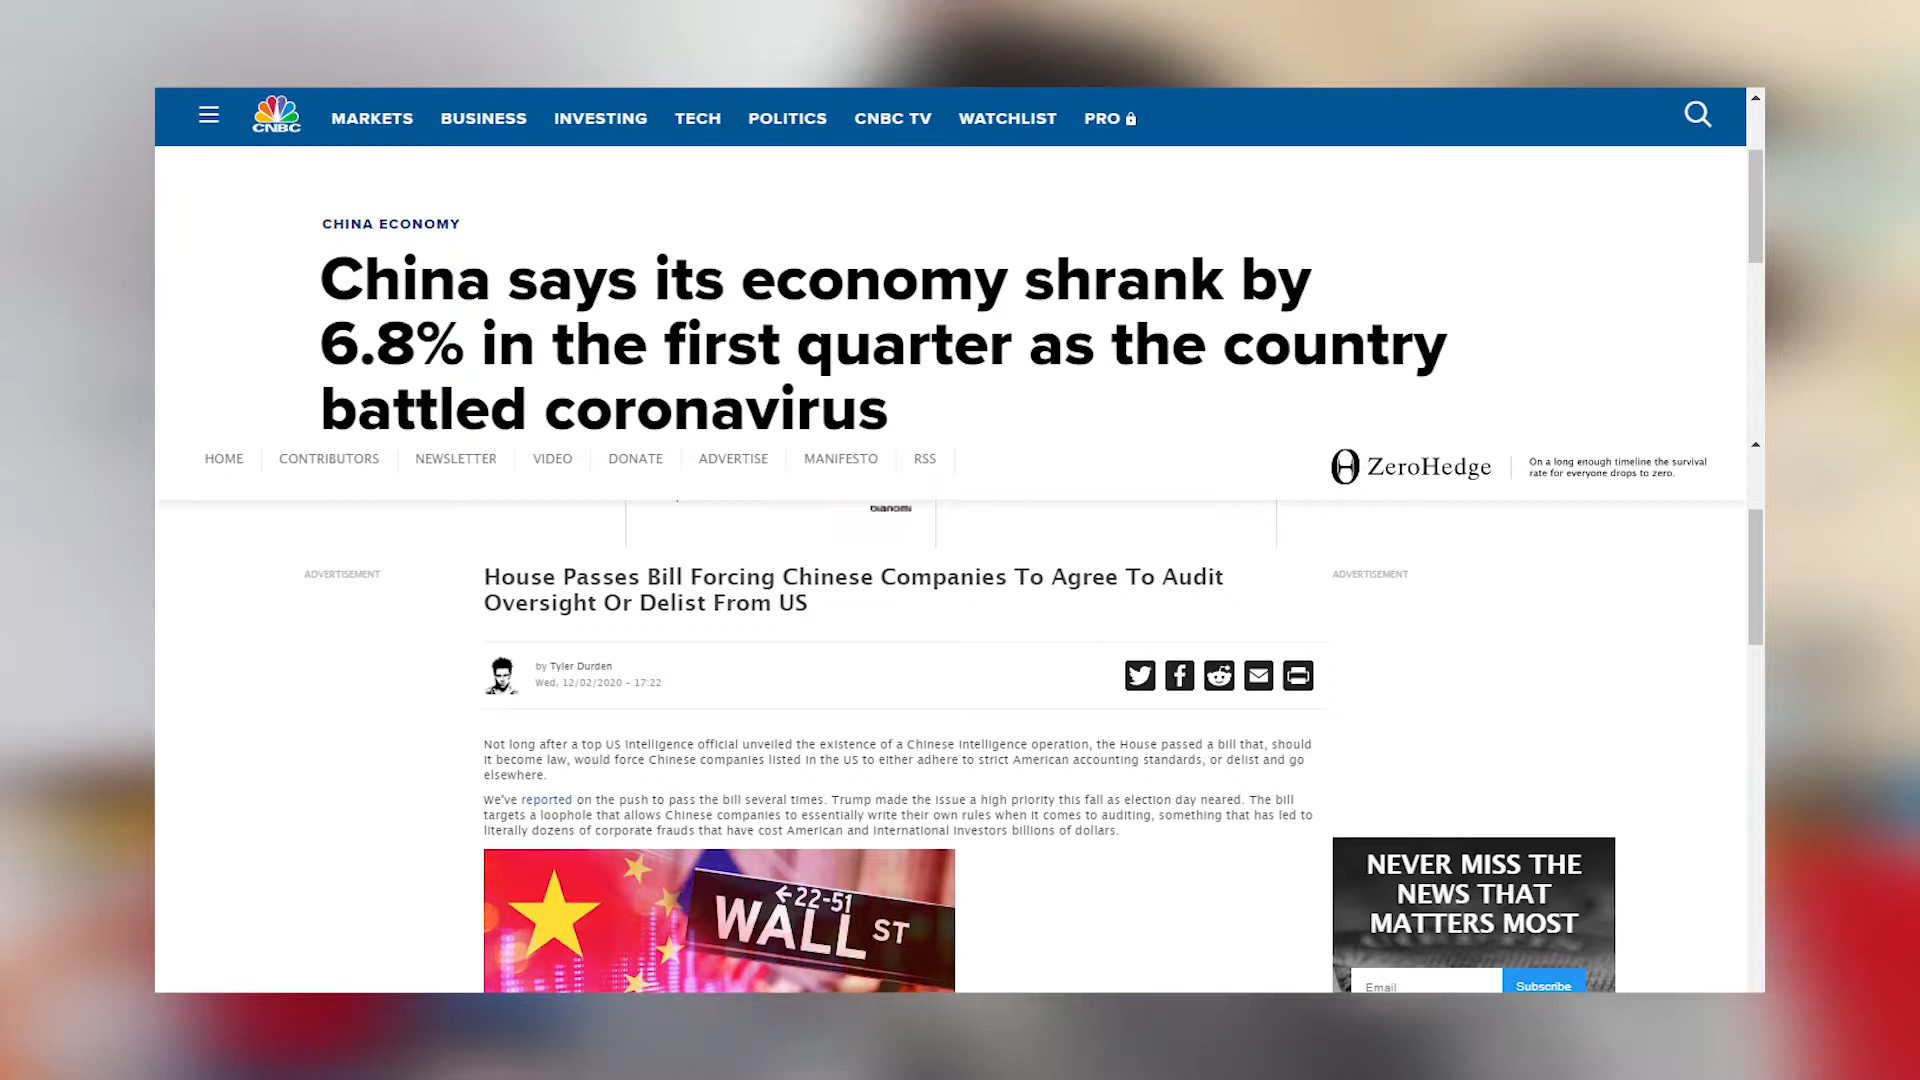 CNBC
MARKETS BUSINESS INVESTING TECH POLITICS CNBC TV WATCHLIST PRO
CHINA ECONOMY
China says its economy shrank by
6.8% in the first quarter as the country
battled coronavirus
HOME CONTRIBUTORS NEWSLETTER VIDEO DONATE ADVERTISE MANIFESTO RSS
ZeroHedge
On a long enough timeline the survival
rate for everyone drops to zero.
ADVERTISEMENT
House Passes Bill Forcing Chinese Companies To Agree To Audit
Oversight Or Delist From US
ADVERTISEMENT
by Tyler Durden
Wed, 12/02/2020 - 17:22
Not long after a top US intelligence official unveiled the existence of a Chinese intelligence operation, the House passed a bill that, should
it become law, would force Chinese companies listed in the US to either adhere to strict American accounting standards, or delist and go
elsewhere.
We've reported on the push to pass the bill several times. Trump made the issue a high priority this fall as election day neared. The bill
targets a loophole that allows Chinese companies to essentially write their own rules when it comes to auditing, something that has led to
literally dozens of corporate frauds that have cost American and international investors billions of dollars.
←22-51
WALL ST
NEVER MISS THE
NEWS THAT
MATTERS MOST
Email
Subscribe